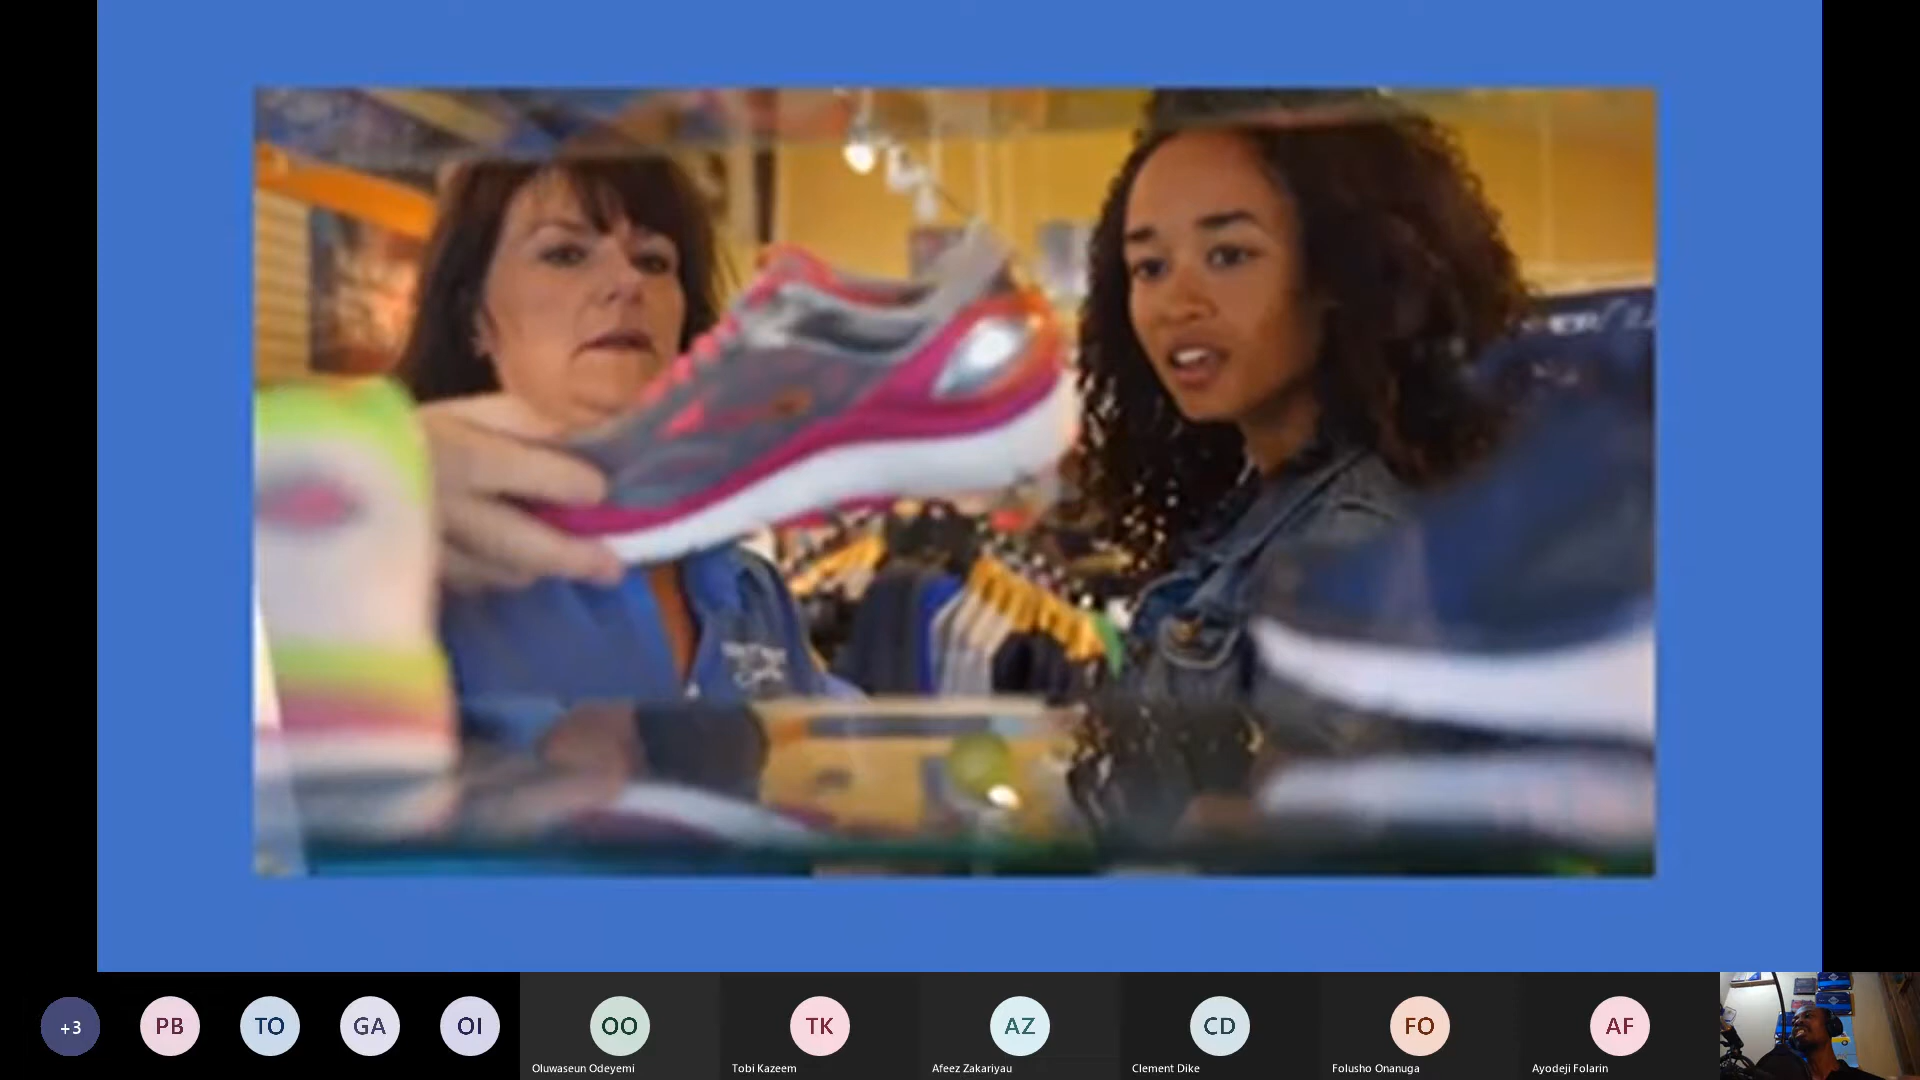 +3
PB
TO
GA
OI
OO
TK
AZ
CD
FO
AF
Oluwaseun Odeyemi
Tobi Kazeem
Afeez Zakariyau
Clement Dike
Folusho Onanuga
Ayodeji Folarin